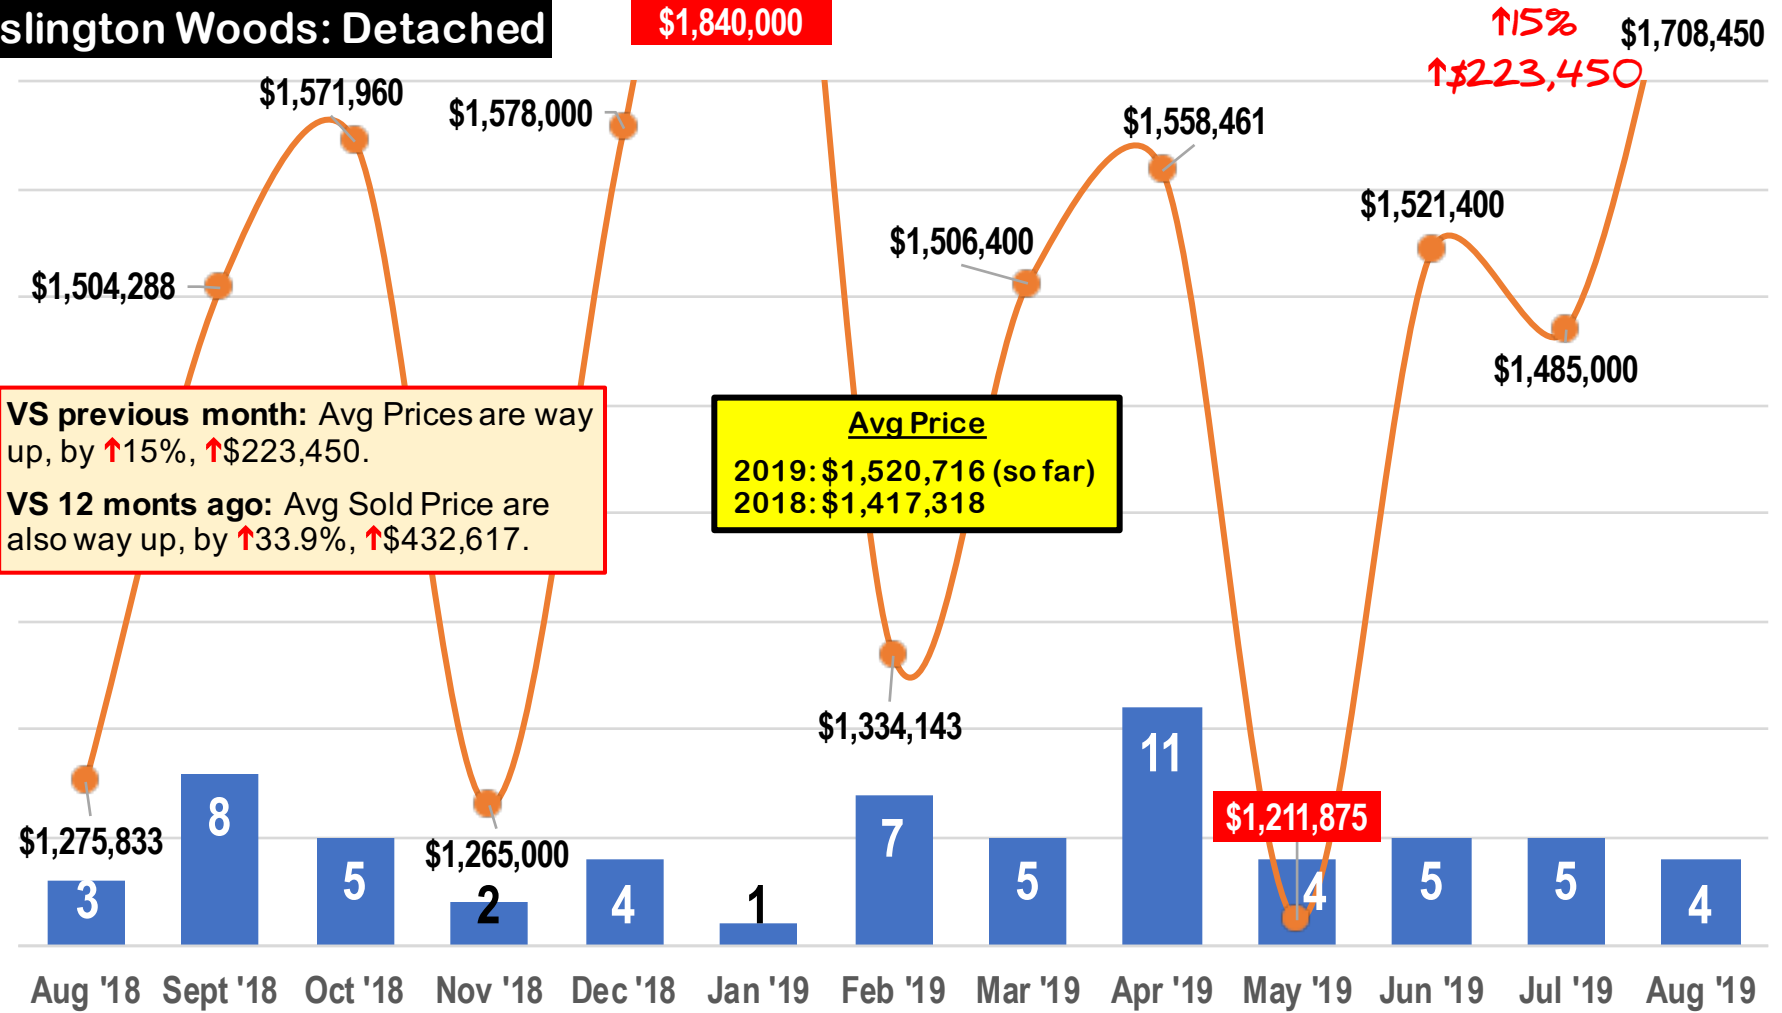 slington Woods: Detached
$1,840,000
↑15%
↑$223,450
$1,708,450
$1,571,960
$1,578,000
$1,558,461
$1,521,400
$1,506,400
$1,504,288
$1,485,000
VS previous month: Avg Prices are way
up, by ↑15%, ↑$223,450.
VS 12 monts ago: Avg Sold Price are
also way up, by ↑33.9%, ↑$432,617.
Avg Price
2019: $1,520,716 (so far)
2018: $1,417,318
$1,334,143
$1,275,833
$1,265,000
$1,211,875
3
8
5
2
4
1
7
5
11
4
5
5
4
Aug '18
Sept '18
Oct '18
Nov '18
Dec '18
Jan '19
Feb '19
Mar '19
Apr '19
May '19
Jun '19
Jul '19
Aug '19